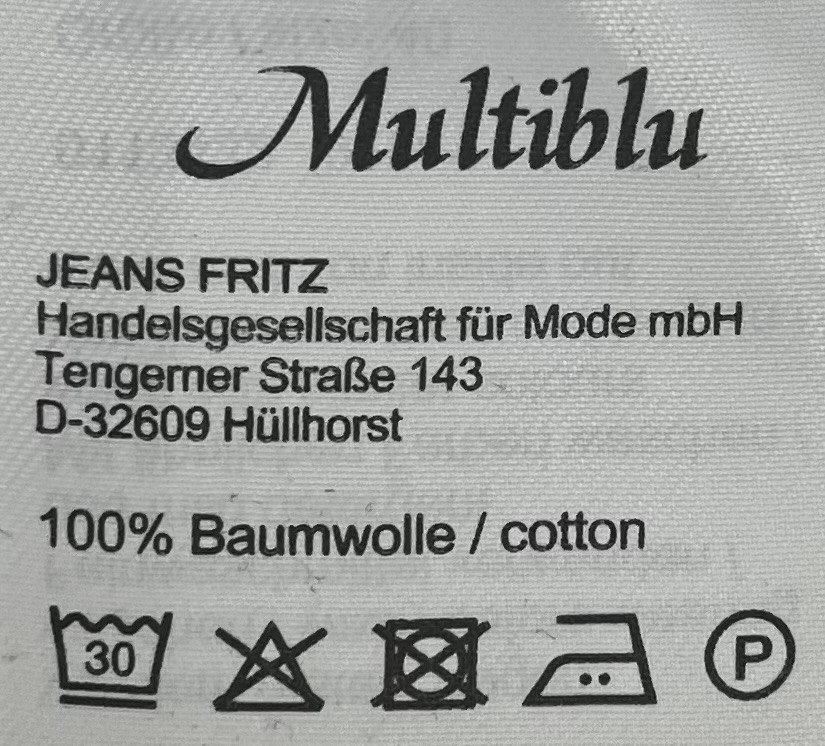 Multiblu
JEANS FRITZ
Handelsgesellschaft für Mode mbH
Tengerner Straße 143
D-32609 Hüllhorst
100% Baumwolle / cotton
30 P